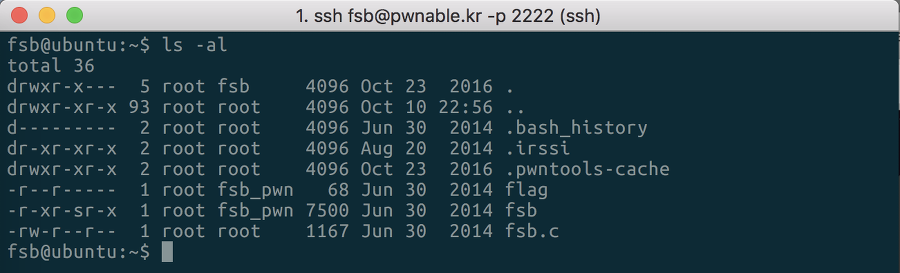 1. ssh fsb@pwnable.kr -p 2222 (ssh)
fsb@ubuntu:~$ ls -al
total 36
drwxr-x---  5 root fsb     4096 Oct 23  2016 .
drwxr-xr-x 93 root root    4096 Oct 10 22:56 ..
d---------  2 root root    4096 Jun 30  2014 .bash_history
dr-xr-xr-x  2 root root    4096 Aug 20  2014 .irssi
drwxr-xr-x  2 root root    4096 Oct 23  2016 .pwntools-cache
-r--r-----  1 root fsb_pwn   68 Jun 30  2014 flag
-r-xr-sr-x  1 root fsb_pwn 7500 Jun 30  2014 fsb
-rw-r--r--  1 root root    1167 Jun 30  2014 fsb.c
fsb@ubuntu:~$